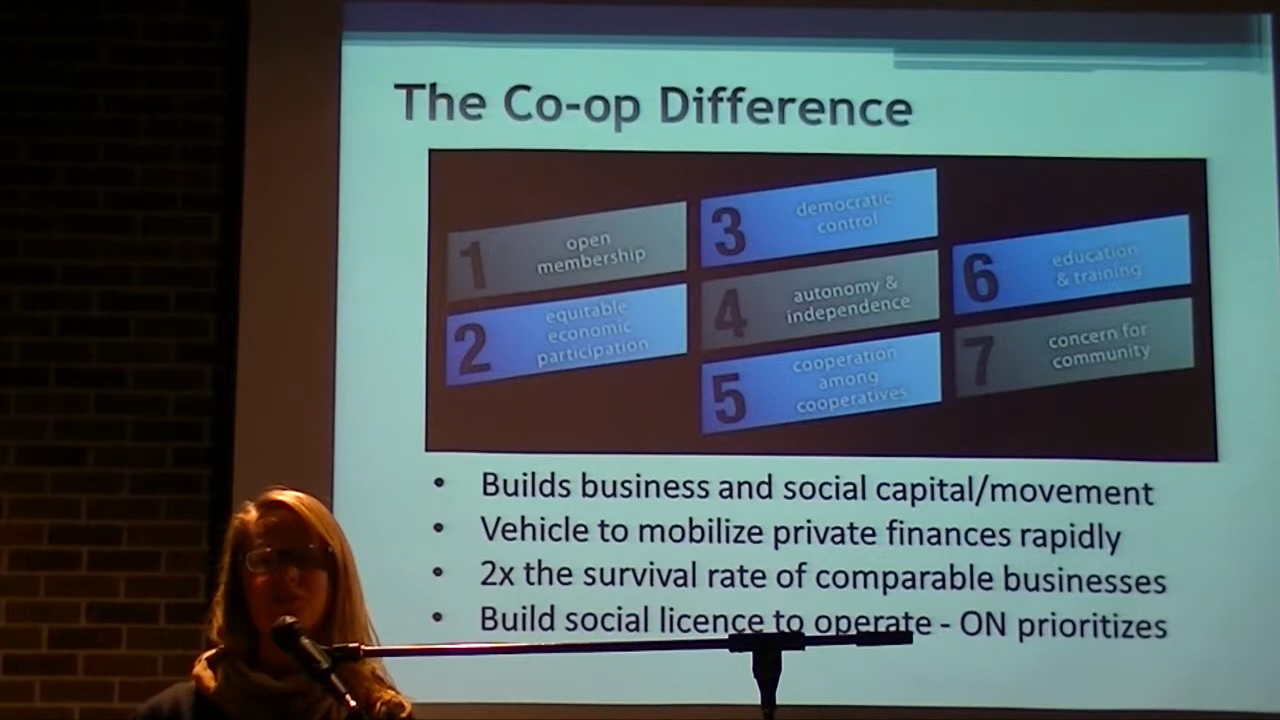 The Co-op Difference
1
open
membership
2
equitable
economic
participation
3
democratic
control
4
autonomy &
independence
5
cooperation
among
cooperatives
6
education
& training
7
concern for
community
• Builds business and social capital/movement
• Vehicle to mobilize private finances rapidly
• 2x the survival rate of comparable businesses
• Build social licence to operate - ON prioritizes